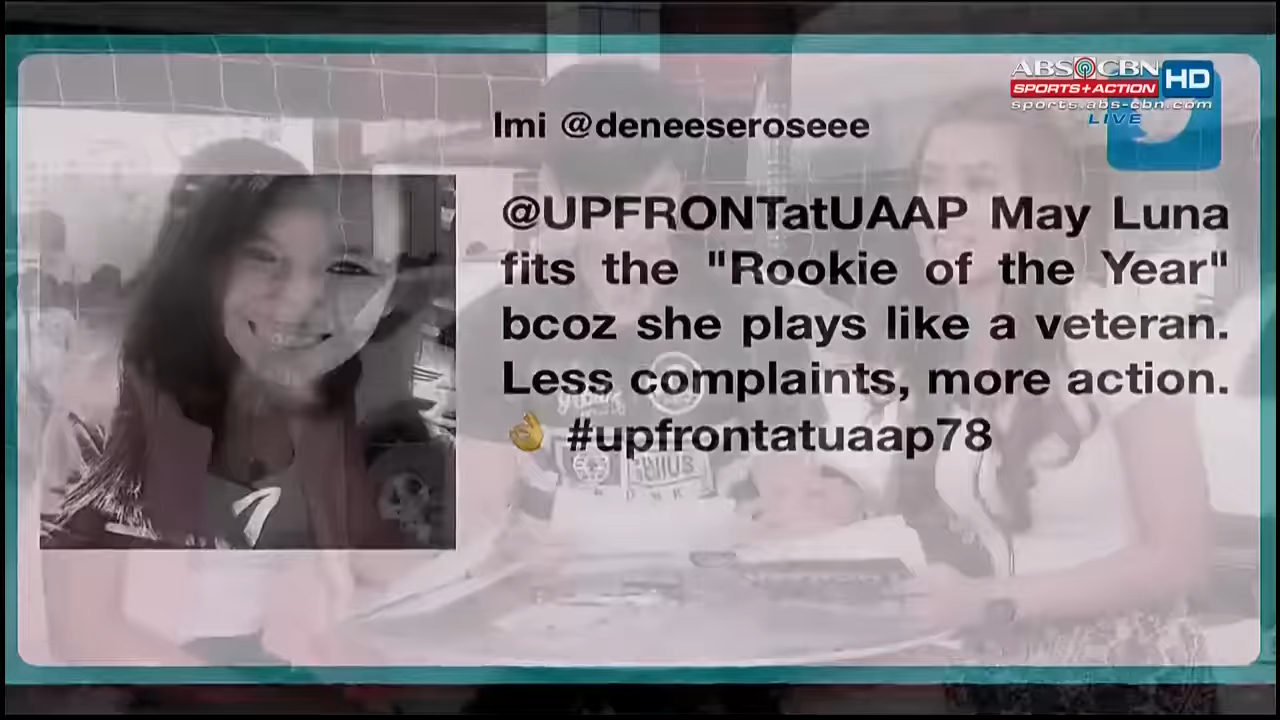 ABS CBN HD
SPORTS+ACTION
sports.abs-cbn.com
LIVE
Imi @deneeseroseee
@UPFRONTatUAAP May Luna
fits the "Rookie of the Year"
bcoz she plays like a veteran.
Less complaints, more action.
👌 #upfrontatuaap78